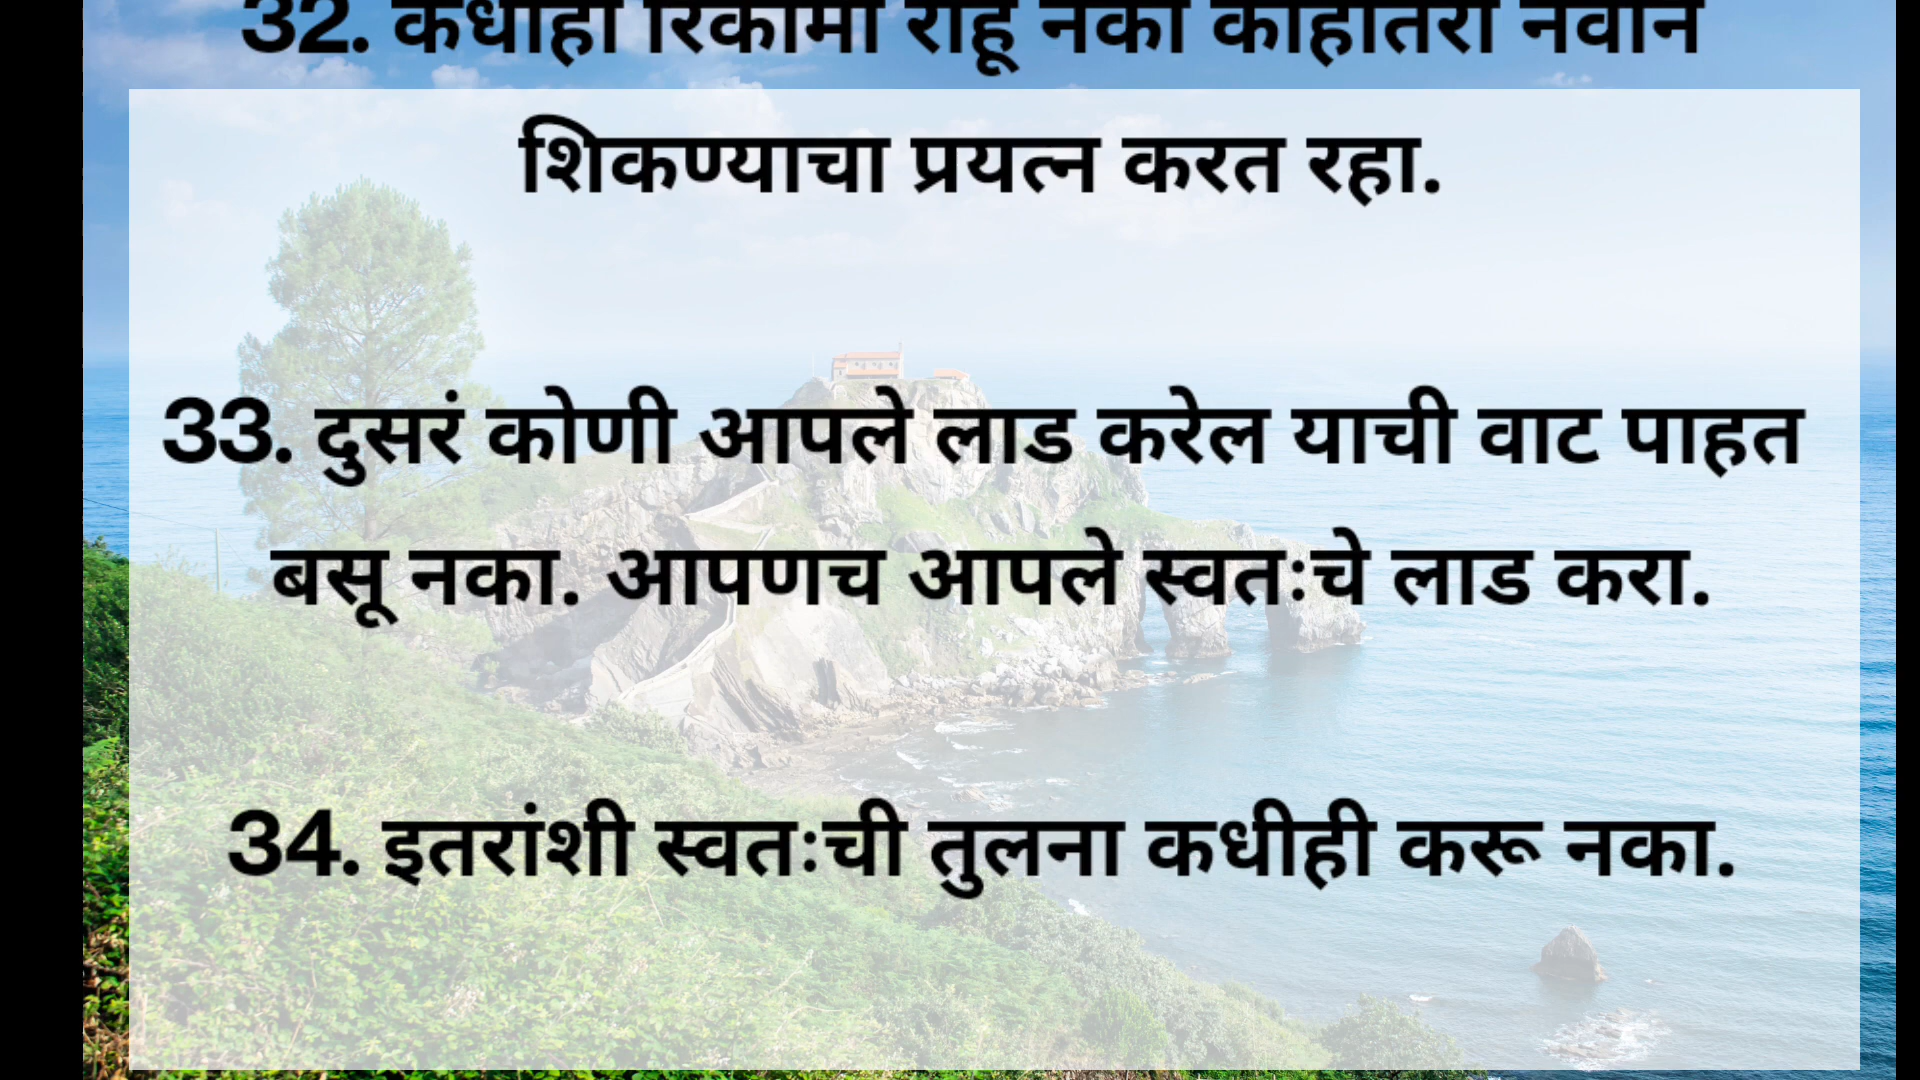 32. कधीही रिकामी राहू नका काहीतरी नवीन
शिकण्याचा प्रयत्न करत रहा.
33. दुसरं कोणी आपले लाड करेल याची वाट पाहत
बसू नका. आपणच आपले स्वतःचे लाड करा.
34. इतरांशी स्वतःची तुलना कधीही करू नका.